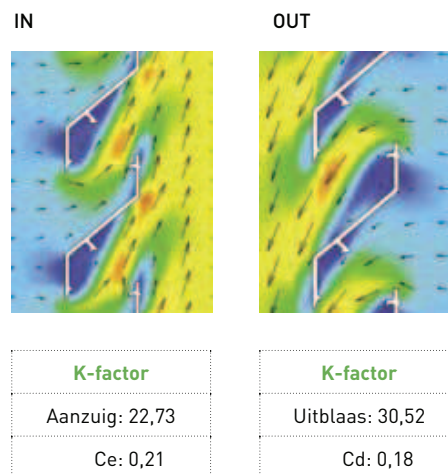 IN
OUT
K-factor
Aanzuig: 22,73
Ce: 0,21
K-factor
Uitblaas: 30,52
Cd: 0,18